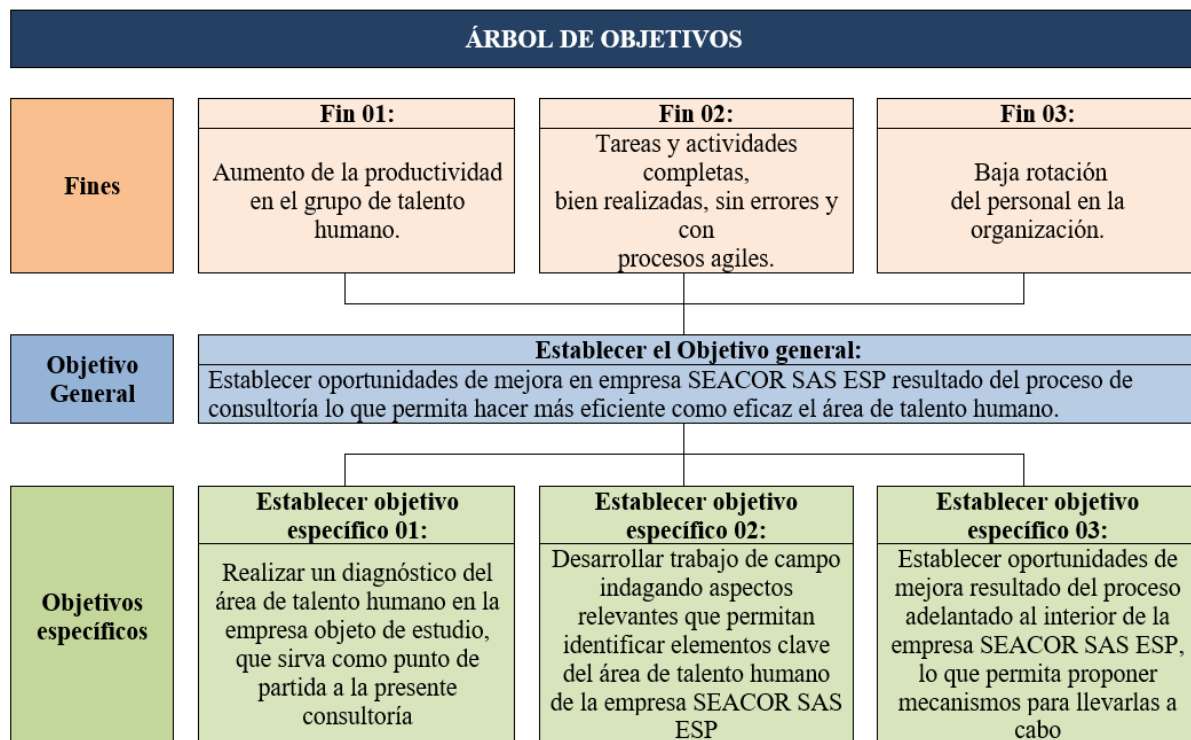 ÁRBOL DE OBJETIVOS
Fines
Fin 01:
Aumento de la productividad
en el grupo de talento
humano.
Fin 02:
Tareas y actividades
completas,
bien realizadas, sin errores y
con
procesos agiles.
Fin 03:
Baja rotación
del personal en la
organización.
Objetivo
General
Establecer el Objetivo general:
Establecer oportunidades de mejora en empresa SEACOR SAS ESP resultado del proceso de
consultoría lo que permita hacer más eficiente como eficaz el área de talento humano.
Objetivos
específicos
Establecer objetivo
específico 01:
Realizar un diagnóstico del
área de talento humano en la
empresa objeto de estudio,
que sirva como punto de
partida a la presente
consultoría
Establecer objetivo
específico 02:
Desarrollar trabajo de campo
indagando aspectos
relevantes que permitan
identificar elementos clave
del área de talento humano
de la empresa SEACOR SAS
ESP
Establecer objetivo
específico 03:
Establecer oportunidades de
mejora resultado del proceso
adelantado al interior de la
empresa SEACOR SAS ESP,
lo que permita proponer
mecanismos para llevarlas a
cabo